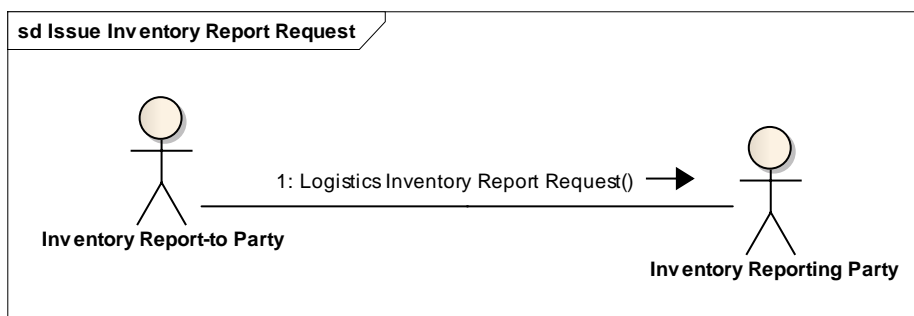 sd Issue Inventory Report Request
1: Logistics Inventory Report Request()
Inventory Report-to Party
Inventory Reporting Party